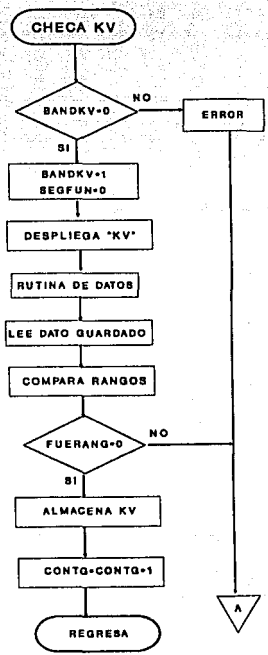 CHECA KV
BANDKV=0
NO
ERROR
SI
BANDKV=1
SEGFUN=0
DESPLIEGA "KV"
RUTINA DE DATOS
LEE DATO GUARDADO
COMPARA RANGOS
FUERANG=0
NO
SI
ALMACENA KV
CONTG=CONTG=1
A
REGRESA